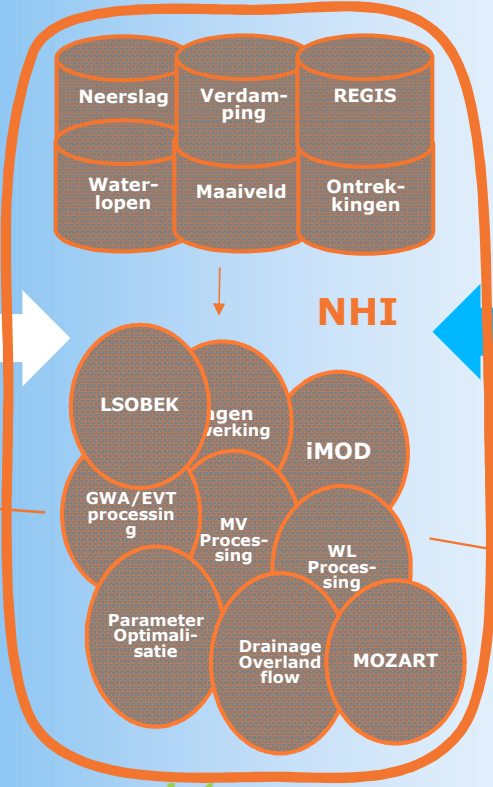 Neerslag
Verdam-
ping
REGIS
Water-
lopen
Maaiveld
Ontrek-
kingen
NHI
LSOBEK
iMOD
GWA/EVT
processin
g
MV
Proces-
sing
WL
Proces-
sing
Parameter
Optimali-
satie
Drainage
Overland
flow
MOZART